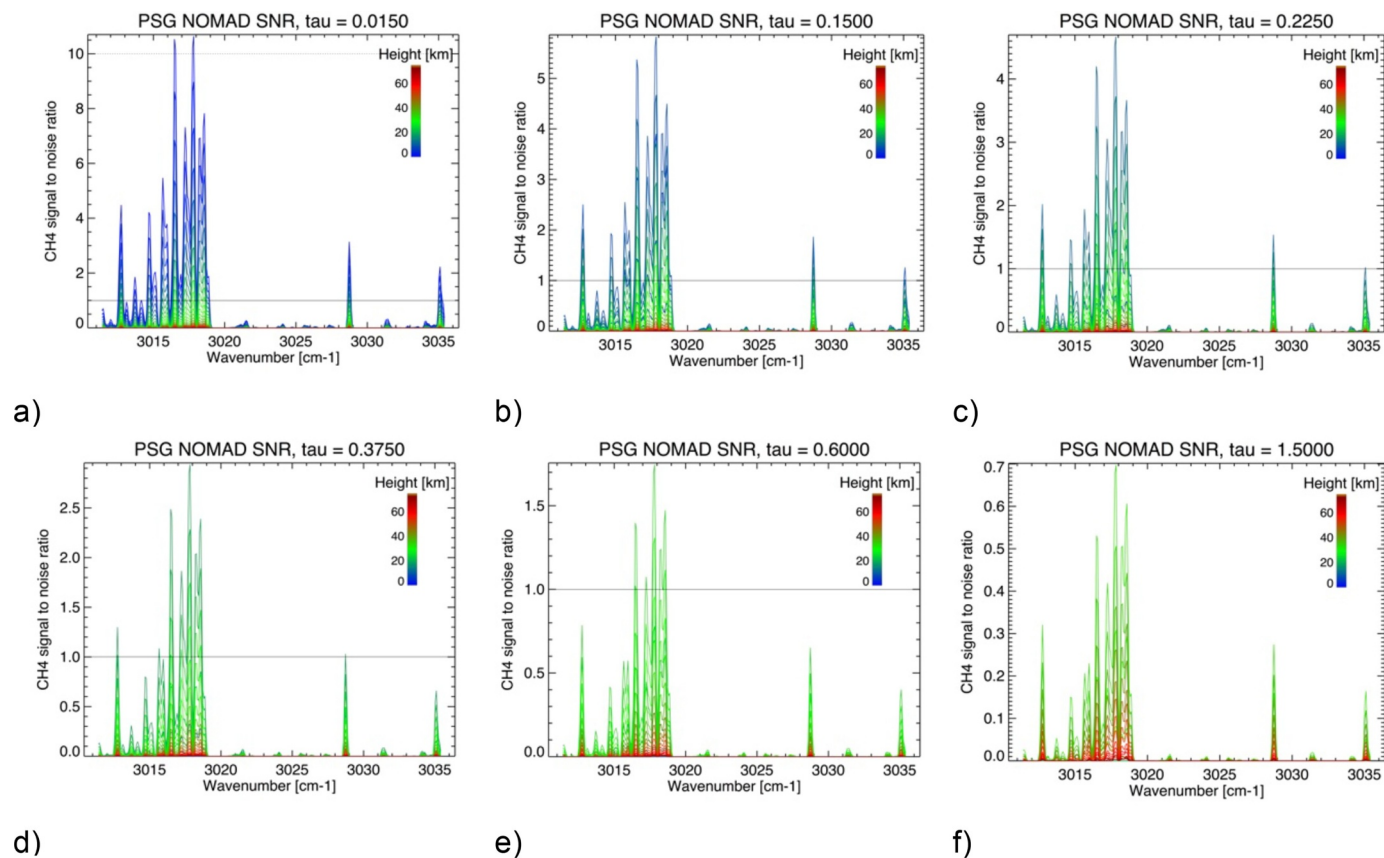 PSG NOMAD SNR, tau = 0.0150
Height [km]
60
40
20
0
CH4 signal to noise ratio
10
8
6
4
2
0
3015 3020 3025 3030 3035
Wavenumber [cm-1]
a)
PSG NOMAD SNR, tau = 0.1500
Height [km]
60
40
20
0
CH4 signal to noise ratio
5
4
3
2
1
0
3015 3020 3025 3030 3035
Wavenumber [cm-1]
b)
PSG NOMAD SNR, tau = 0.2250
Height [km]
60
40
20
0
CH4 signal to noise ratio
4
3
2
1
0
3015 3020 3025 3030 3035
Wavenumber [cm-1]
c)
PSG NOMAD SNR, tau = 0.3750
Height [km]
60
40
20
0
CH4 signal to noise ratio
2.5
2.0
1.5
1.0
0.5
0.0
3015 3020 3025 3030 3035
Wavenumber [cm-1]
d)
PSG NOMAD SNR, tau = 0.6000
Height [km]
60
40
20
0
CH4 signal to noise ratio
1.5
1.0
0.5
0.0
3015 3020 3025 3030 3035
Wavenumber [cm-1]
e)
PSG NOMAD SNR, tau = 1.5000
Height [km]
60
40
20
0
CH4 signal to noise ratio
0.7
0.6
0.5
0.4
0.3
0.2
0.1
0.0
3015 3020 3025 3030 3035
Wavenumber [cm-1]
f)